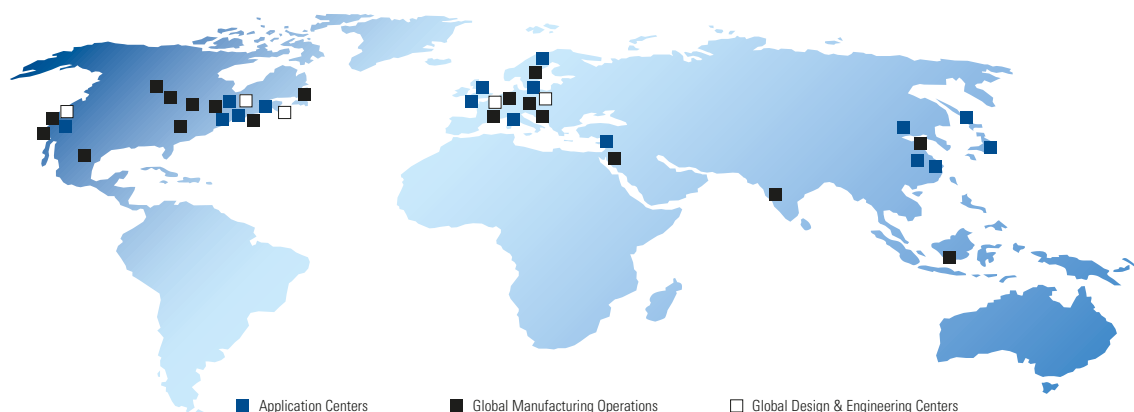 Application Centers
Global Manufacturing Operations
Global Design & Engineering Centers